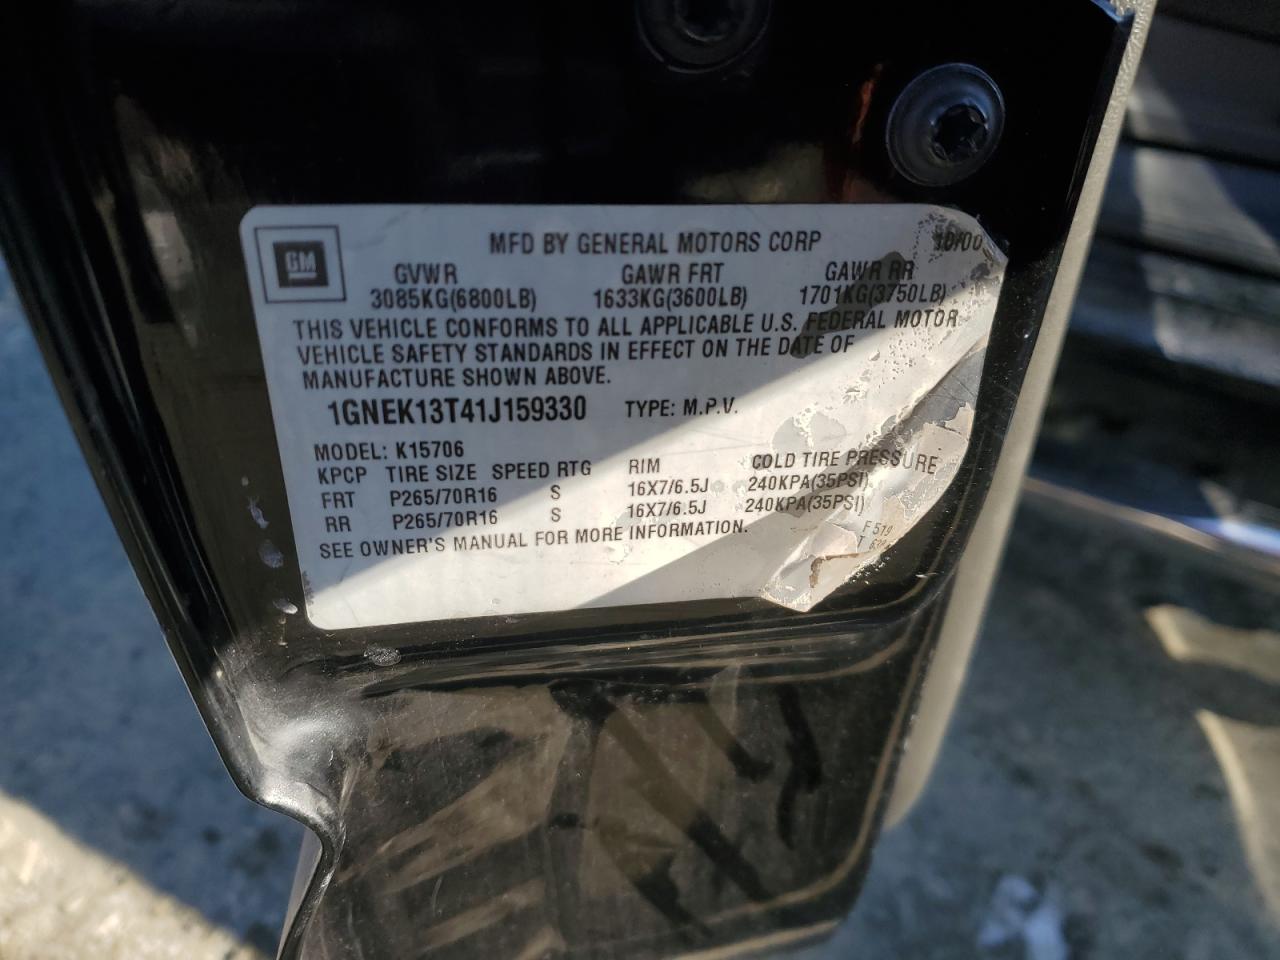 GM
MFD BY GENERAL MOTORS CORP 10/00
GVWR GAWR FRT GAWR RR
3085KG(6800LB) 1633KG(3600LB) 1701KG(3750LB)
THIS VEHICLE CONFORMS TO ALL APPLICABLE U.S. FEDERAL MOTOR
VEHICLE SAFETY STANDARDS IN EFFECT ON THE DATE OF
MANUFACTURE SHOWN ABOVE.
1GNEK13T41J159330 TYPE: M.P.V.
MODEL: K15706
KPCP TIRE SIZE SPEED RTG RIM COLD TIRE PRESSURE
FRT P265/70R16 S 16X7/6.5J 240KPA(35PSI)
RR P265/70R16 S 16X7/6.5J 240KPA(35PSI)
SEE OWNER'S MANUAL FOR MORE INFORMATION.
F 519
T